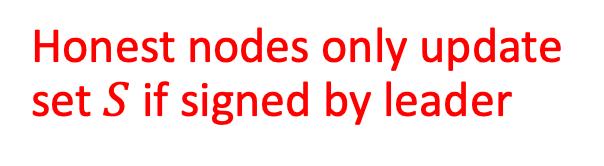 Honest nodes only update
set S if signed by leader